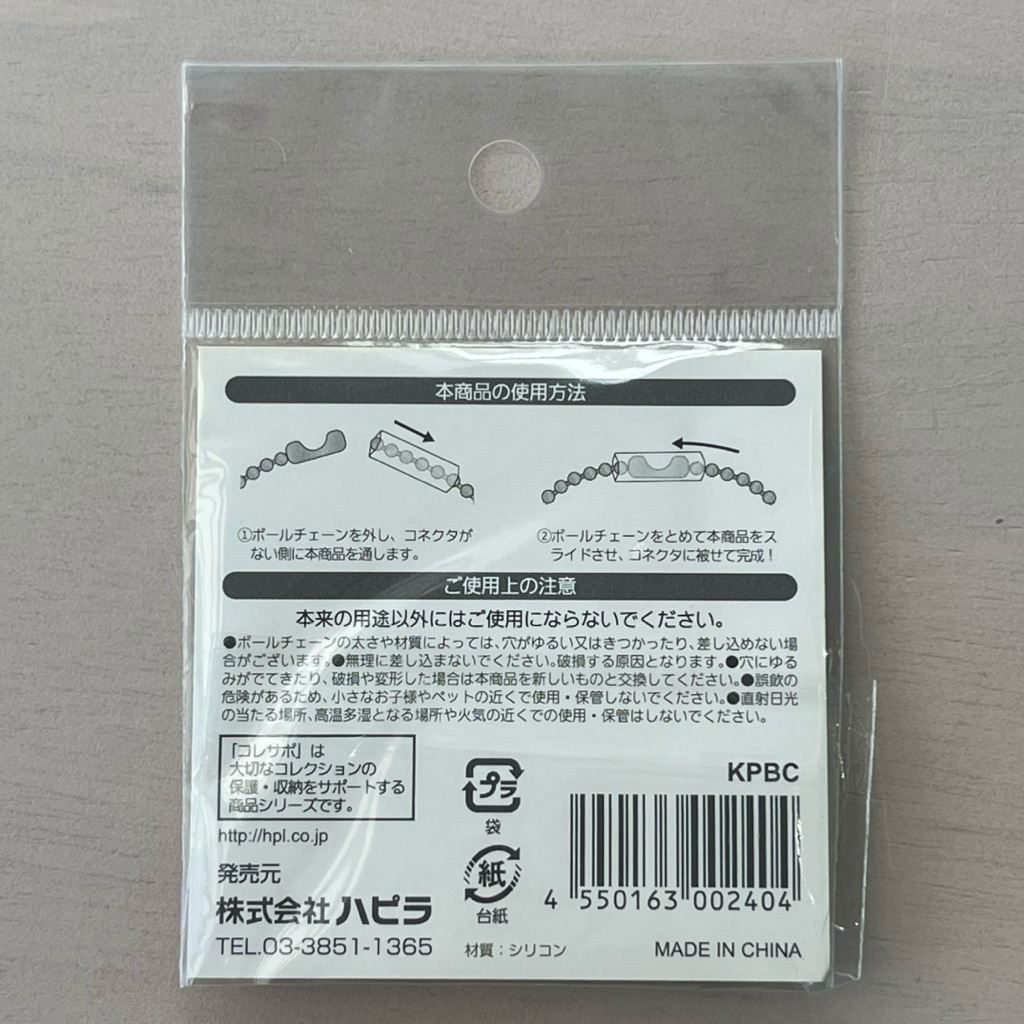 本商品の使用方法
①ボールチェーンを外し、コネクタが
ない側に本商品を通します。
②ボールチェーンをとめて本商品をス
ライドさせ、コネクタに被せて完成！
ご使用上の注意
本来の用途以外にはご使用にならないでください。
●ボールチェーンの太さや材質によっては、穴がゆるい又はきつかったり、差し込めない場
合がございます。●無理に差し込まないでください。破損する原因となります。●穴にゆる
みがでてきたり、破損や変形した場合は本商品を新しいものと交換してください。●誤飲の
危険があるため、小さなお子様やペットの近くで使用・保管しないでください。●直射日光
の当たる場所、高温多湿となる場所や火気の近くでの使用・保管はしないでください。
「コレサポ」は
大切なコレクションの
保護・収納をサポートする
商品シリーズです。
http://hpl.co.jp
発売元
株式会社ハピラ
TEL.03-3851-1365
プラ
袋
紙
台紙
材質：シリコン
KPBC
4 550163 002404
MADE IN CHINA